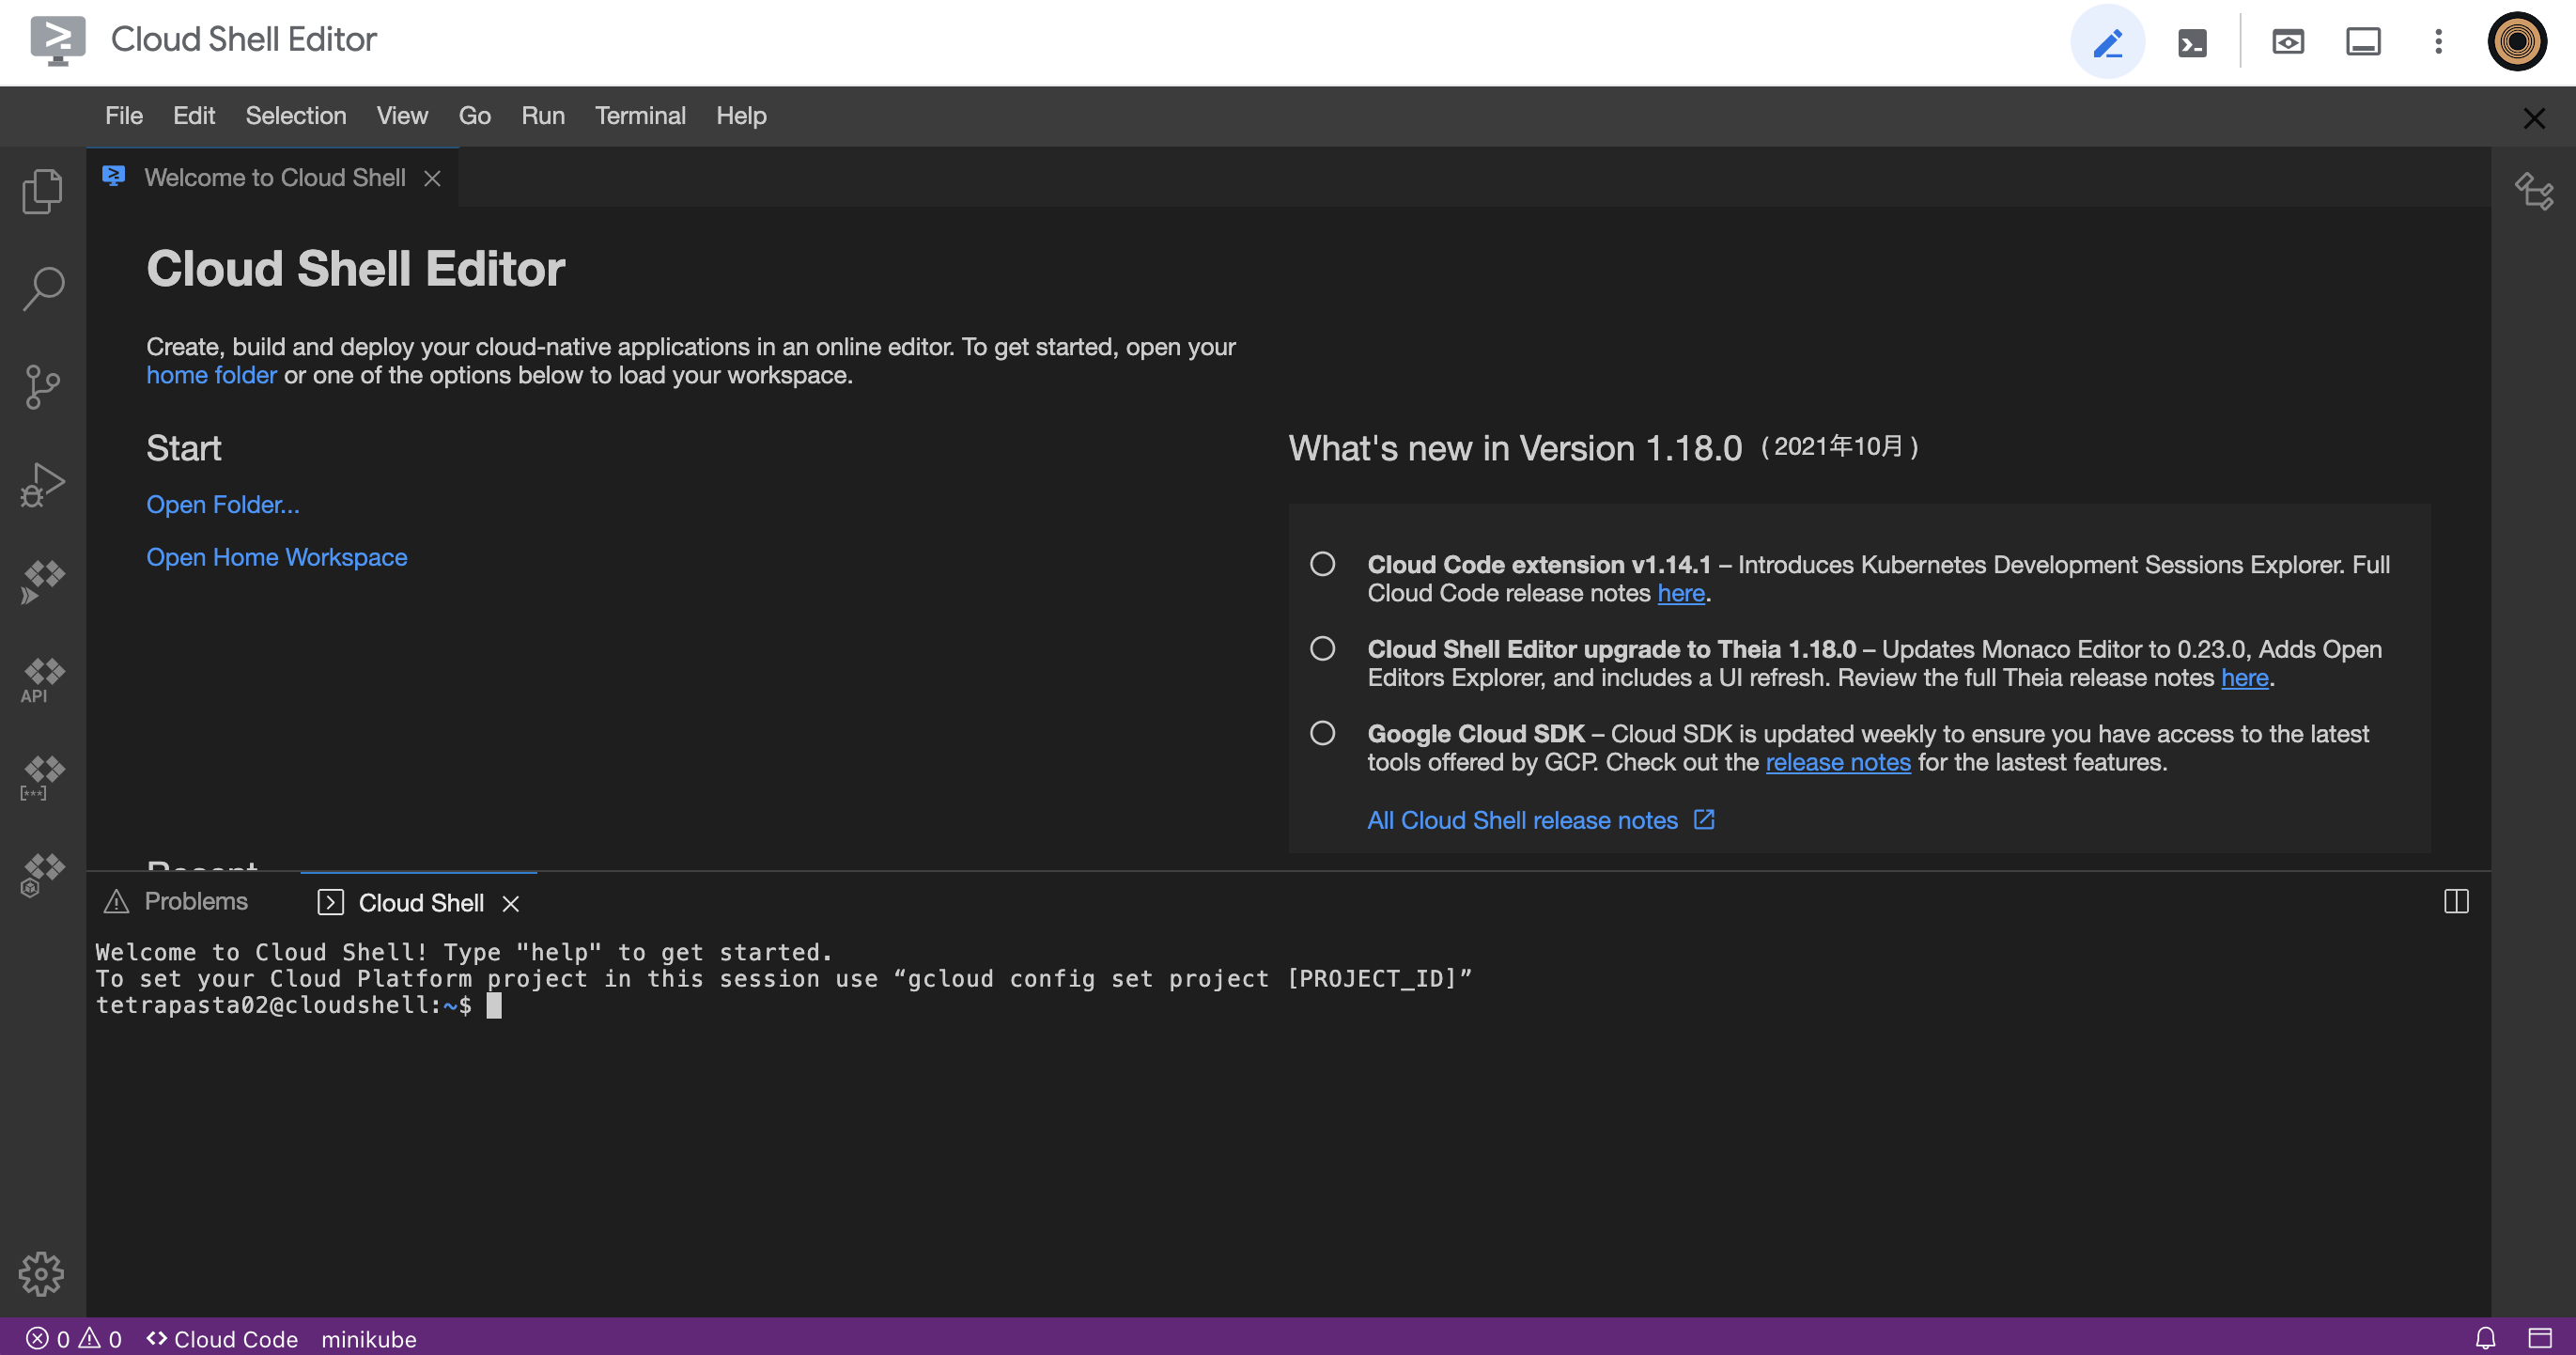 Cloud Shell Editor
File Edit Selection View Go Run Terminal Help
Welcome to Cloud Shell
Cloud Shell Editor
Create, build and deploy your cloud-native applications in an online editor. To get started, open your
home folder or one of the options below to load your workspace.
Start
Open Folder...
Open Home Workspace
What's new in Version 1.18.0 (2021年10月)
Cloud Code extension v1.14.1 – Introduces Kubernetes Development Sessions Explorer. Full
Cloud Code release notes here.
Cloud Shell Editor upgrade to Theia 1.18.0 – Updates Monaco Editor to 0.23.0, Adds Open
Editors Explorer, and includes a UI refresh. Review the full Theia release notes here.
Google Cloud SDK – Cloud SDK is updated weekly to ensure you have access to the latest
tools offered by GCP. Check out the release notes for the lastest features.
All Cloud Shell release notes
API
[***]
Recent
Problems
Cloud Shell
Welcome to Cloud Shell! Type "help" to get started.
To set your Cloud Platform project in this session use “gcloud config set project [PROJECT_ID]”
tetrapasta02@cloudshell:~$
0 0 <> Cloud Code minikube